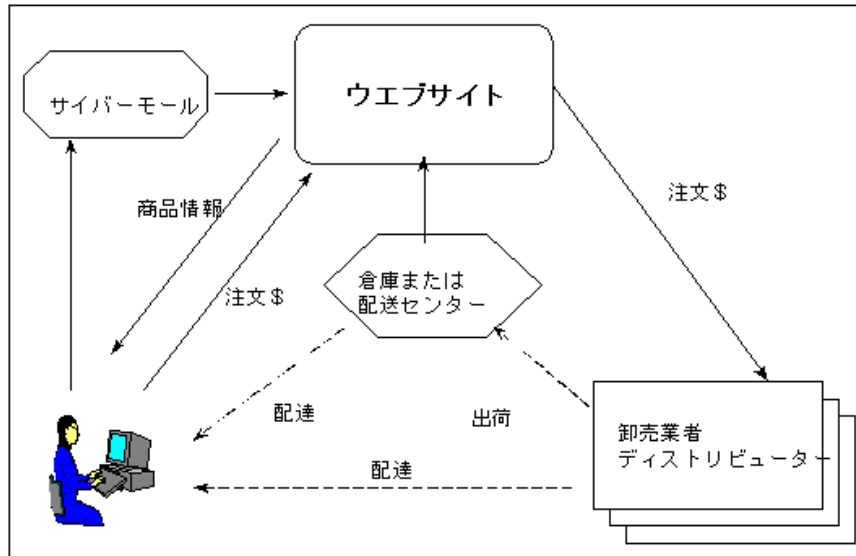 ウエブサイト
サイバーモール
商品情報
注文＄
注文＄
倉庫または
配送センター
配達
出荷
卸売業者
ディストリビューター
配達